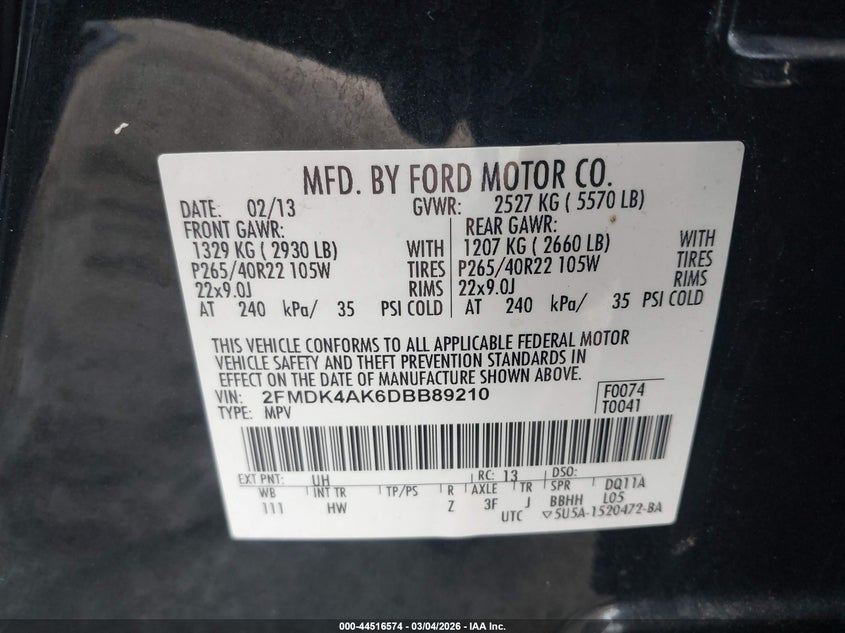 MFD. BY FORD MOTOR CO.
DATE: 02/13 GVWR: 2527 KG ( 5570 LB)
FRONT GAWR: REAR GAWR:
1329 KG ( 2930 LB) WITH 1207 KG ( 2660 LB) WITH
P265/40R22 105W TIRES P265/40R22 105W TIRES
22x9.0J RIMS 22x9.0J RIMS
AT 240 kPa/ 35 PSI COLD AT 240 kPa/ 35 PSI COLD
THIS VEHICLE CONFORMS TO ALL APPLICABLE FEDERAL MOTOR
VEHICLE SAFETY AND THEFT PREVENTION STANDARDS IN
EFFECT ON THE DATE OF MANUFACTURE SHOWN ABOVE.
VIN: 2FMDK4AK6DBB89210 F0074
TYPE: MPV T0041
EXT PNT: UH RC: 13 DSO:
WB INT TR TP/PS R AXLE TR SPR DQ11A
111 HW Z 3F J BBHH L05
UTC ▽5U5A-1520472-BA
000-44516574 - 03/04/2026 - IAA Inc.